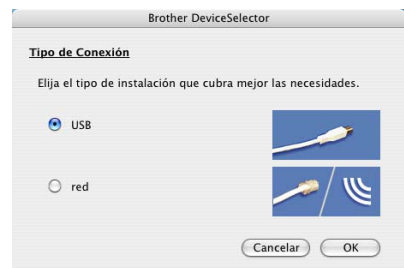 Brother DeviceSelector
Tipo de Conexión
Elija el tipo de instalación que cubra mejor las necesidades.
USB
red
Cancelar OK